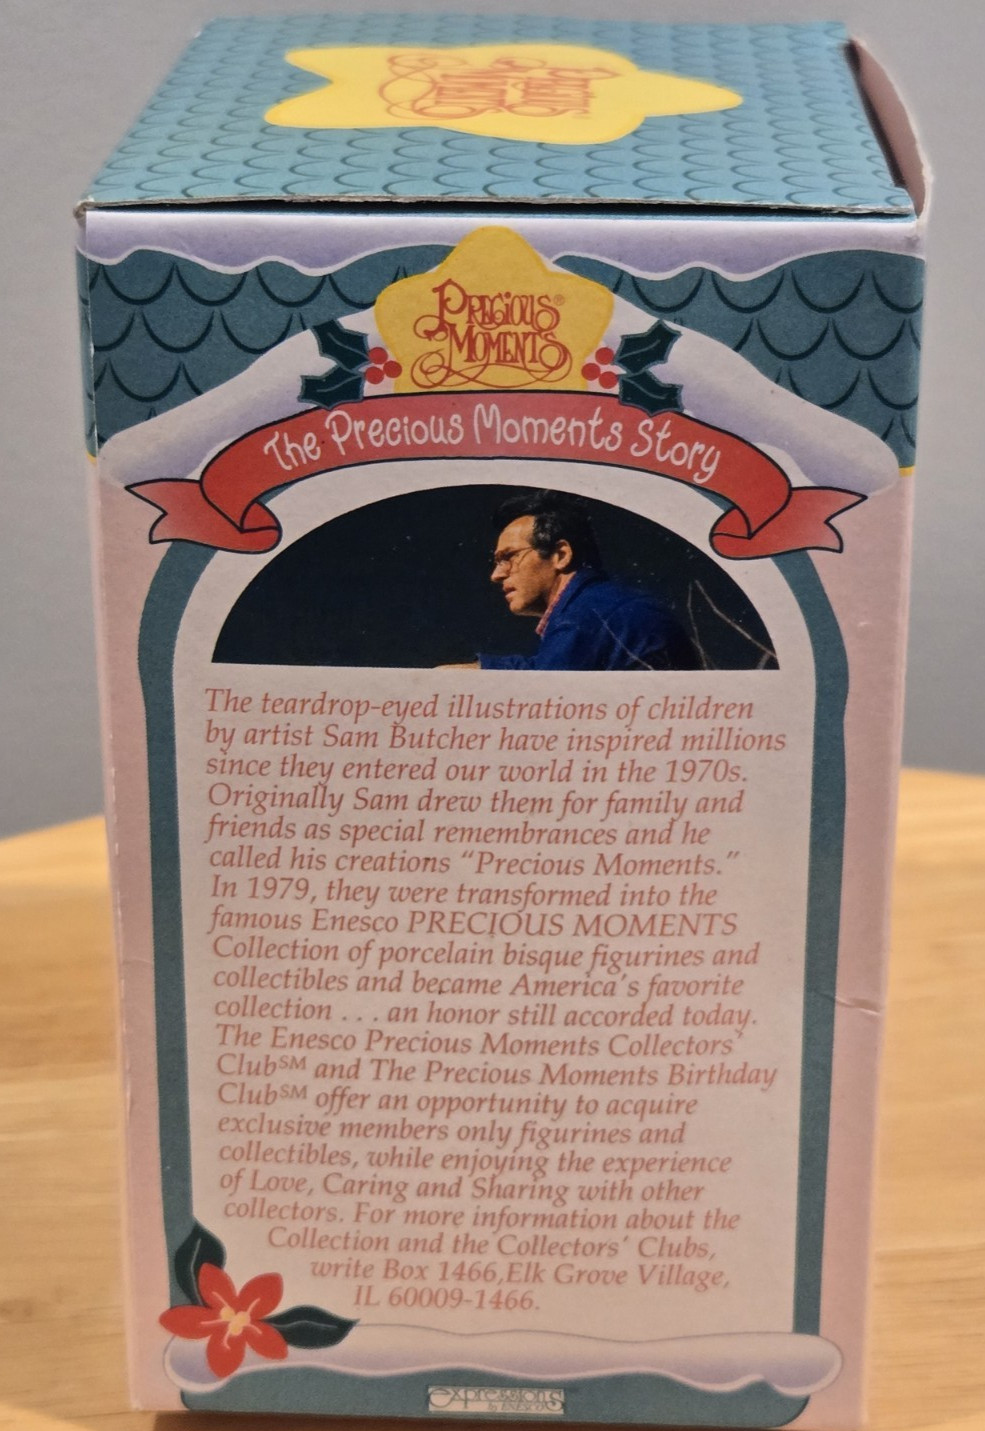 PRECIOUS
MOMENTS
PRECIOUS®
MOMENTS
The Precious Moments Story
The teardrop-eyed illustrations of children
by artist Sam Butcher have inspired millions
since they entered our world in the 1970s.
Originally Sam drew them for family and
friends as special remembrances and he
called his creations “Precious Moments.”
In 1979, they were transformed into the
famous Enesco PRECIOUS MOMENTS
Collection of porcelain bisque figurines and
collectibles and became America's favorite
collection . . . an honor still accorded today.
The Enesco Precious Moments Collectors'
Club℠ and The Precious Moments Birthday
Club℠ offer an opportunity to acquire
exclusive members only figurines and
collectibles, while enjoying the experience
of Love, Caring and Sharing with other
collectors. For more information about the
Collection and the Collectors' Clubs,
write Box 1466,Elk Grove Village,
IL 60009-1466.
expressions
by ENESCO